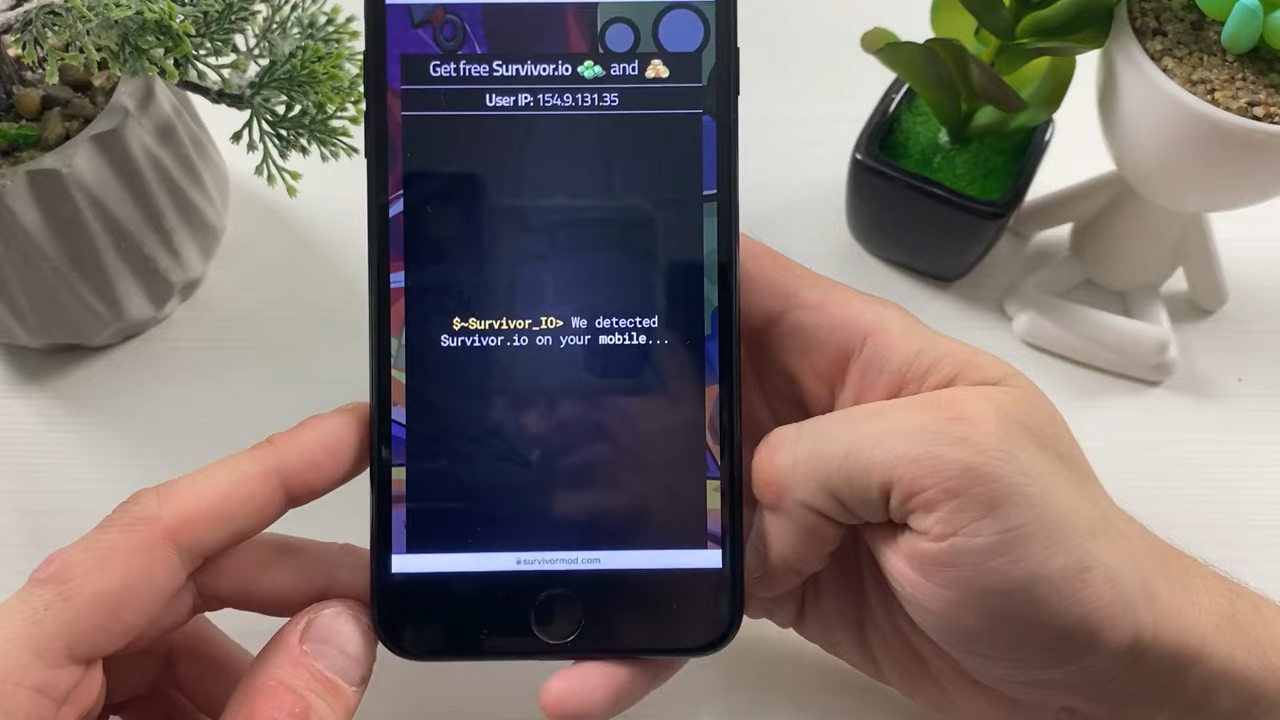 Get free Survivor.io and
User IP: 154.9.131.35
$~Survivor_IO> We detected
Survivor.io on your mobile...
survivormod.com